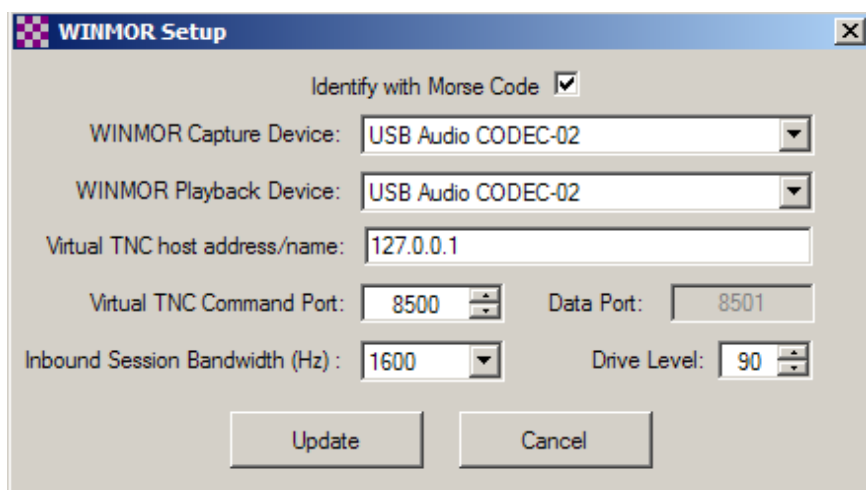 WINMOR Setup
Identify with Morse Code
WINMOR Capture Device: USB Audio CODEC-02
WINMOR Playback Device: USB Audio CODEC-02
Virtual TNC host address/name: 127.0.0.1
Virtual TNC Command Port: 8500 Data Port: 8501
Inbound Session Bandwidth (Hz) : 1600 Drive Level: 90
Update Cancel